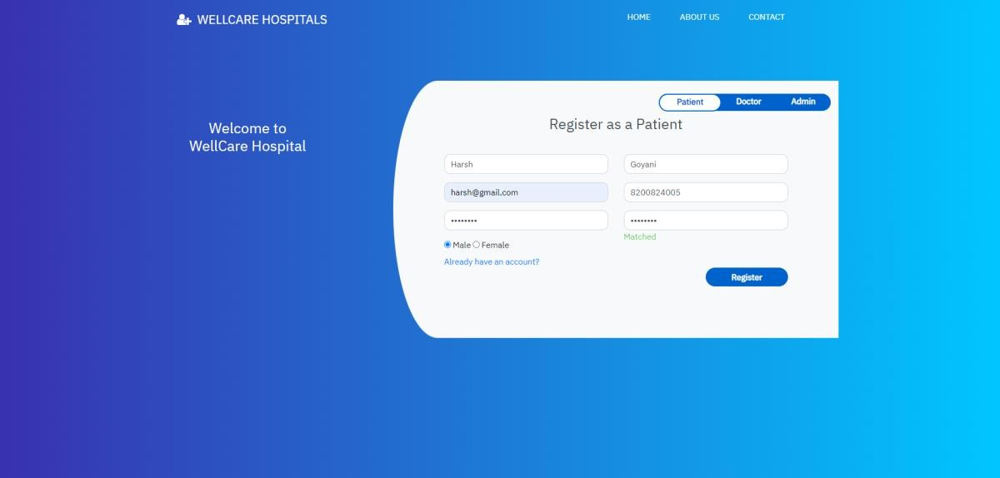 WELLCARE HOSPITALS
HOME ABOUT US CONTACT
Patient Doctor Admin
Welcome to
WellCare Hospital
Register as a Patient
Harsh Goyani
harsh@gmail.com 8200824005
•••••••• ••••••••
Matched
Male Female
Already have an account?
Register